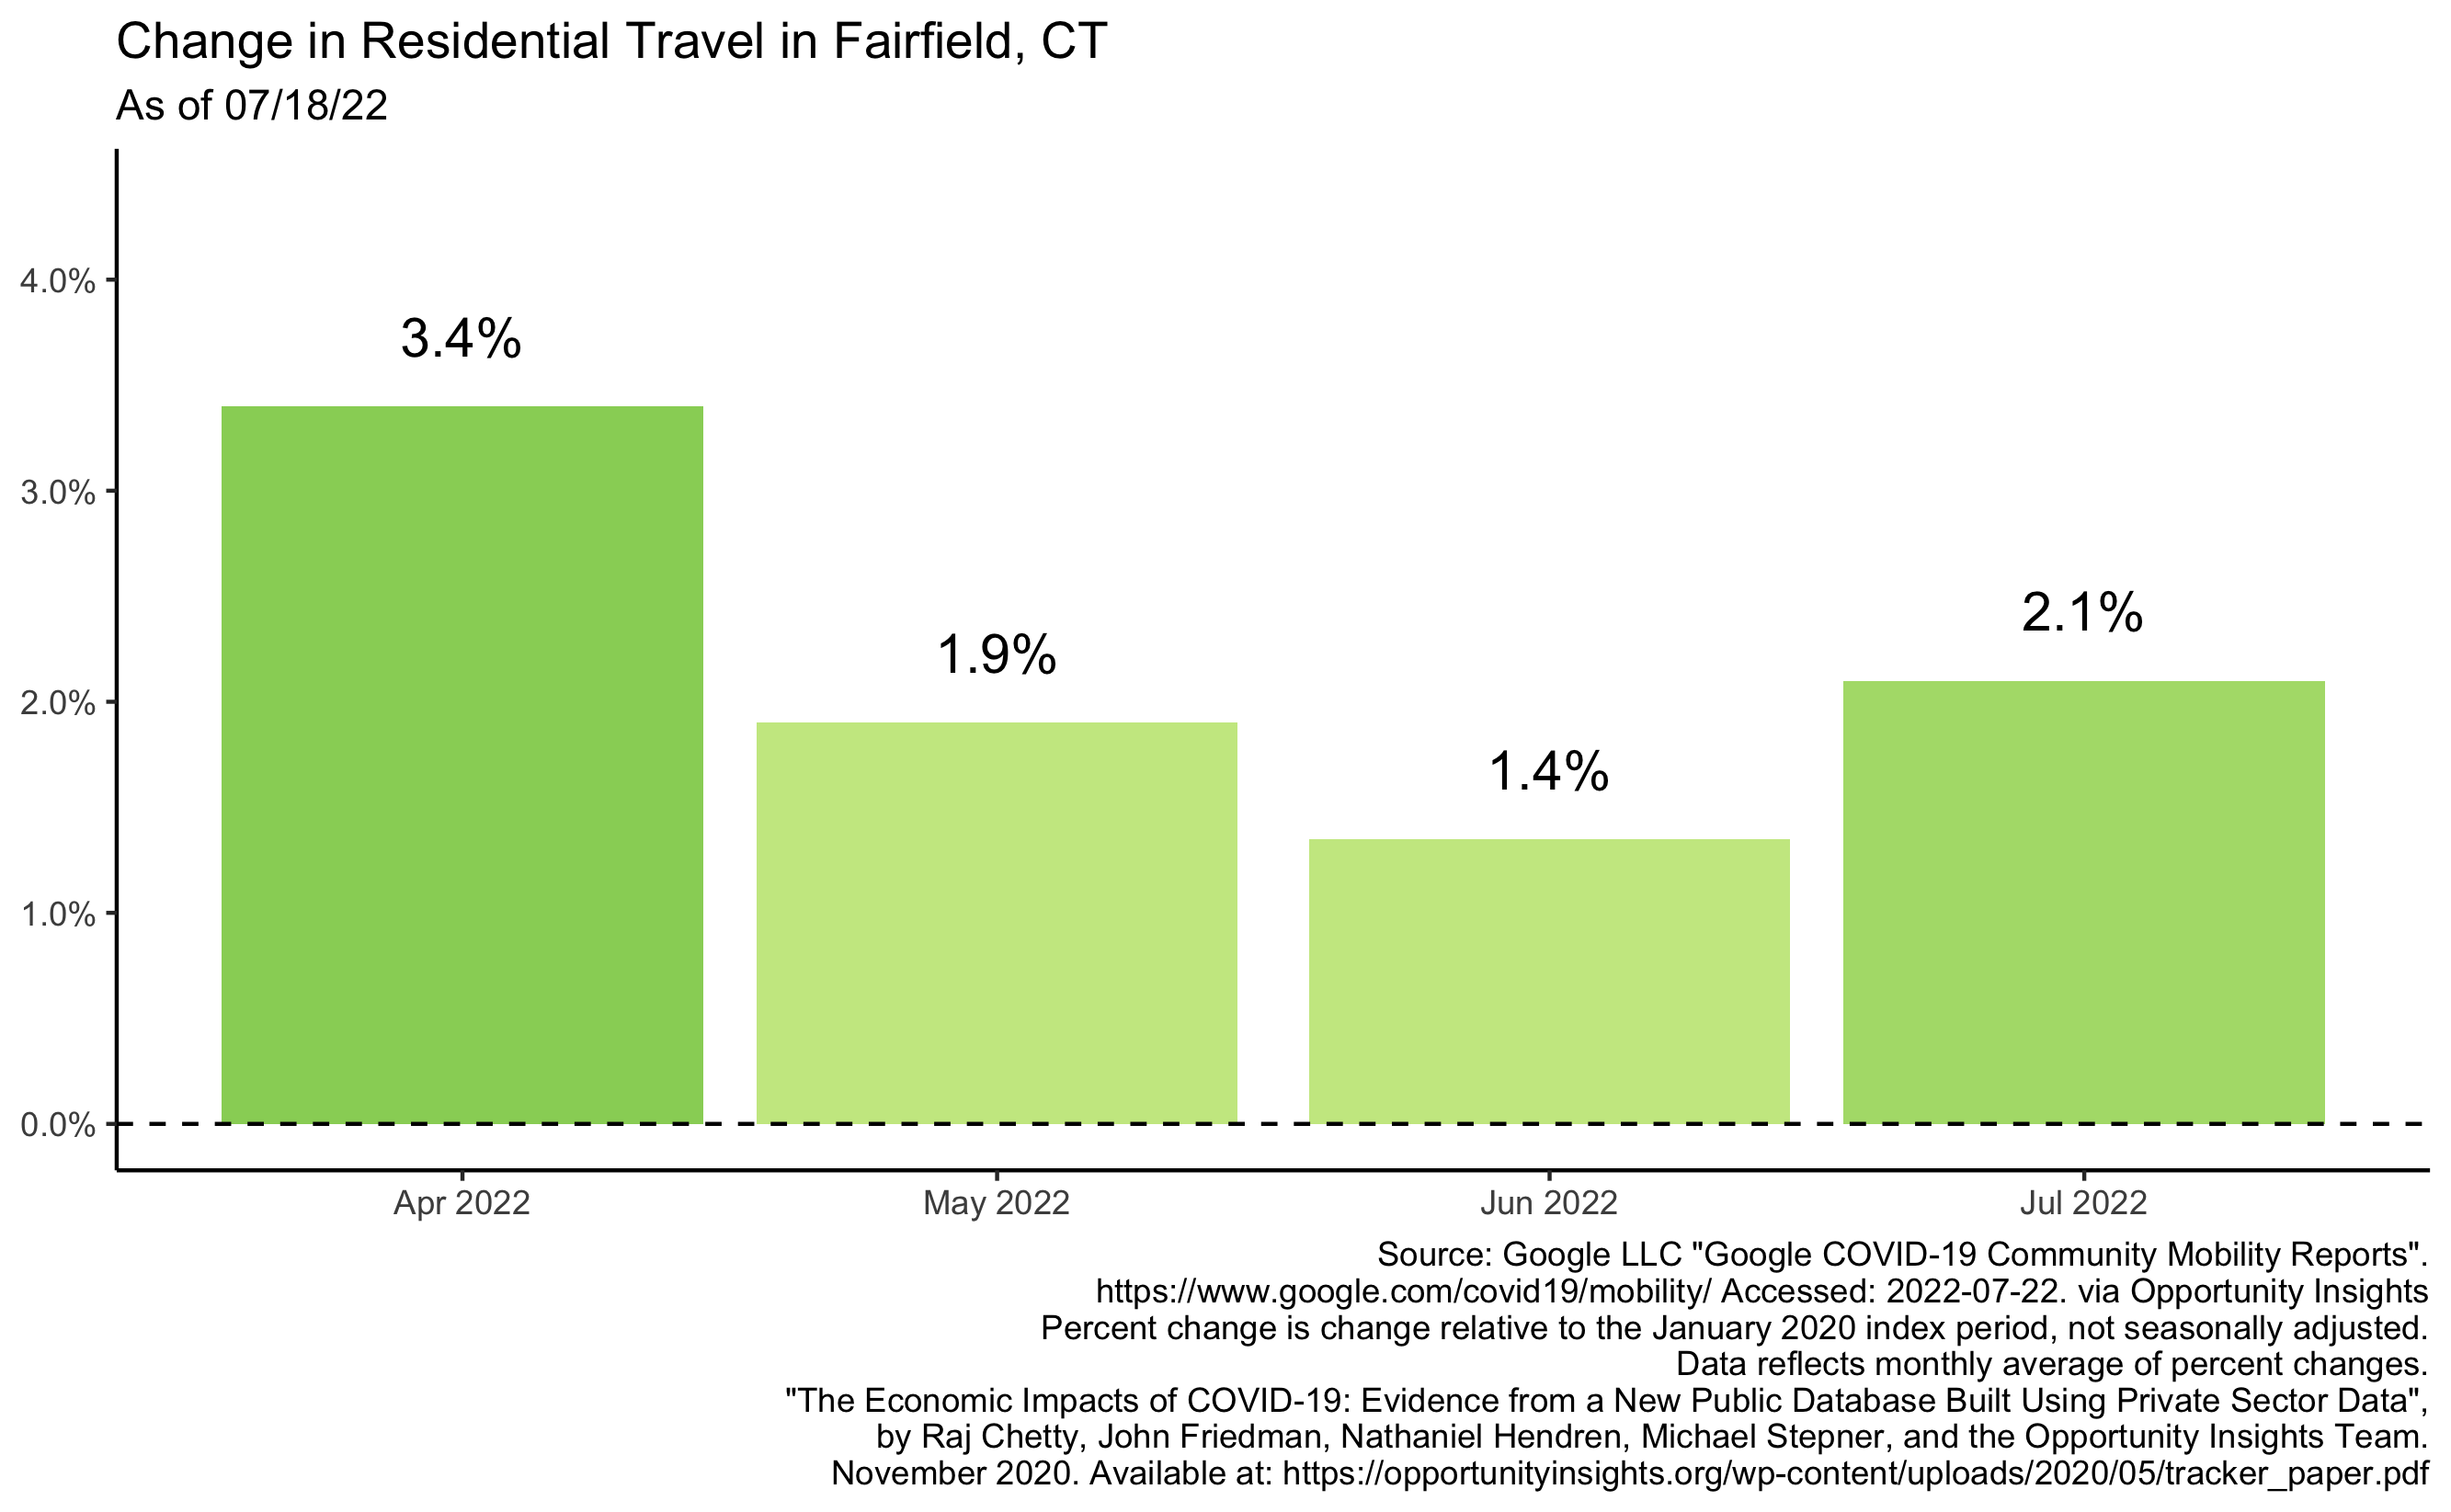 Change in Residential Travel in Fairfield, CT
As of 07/18/22
4.0%
3.0%
2.0%
1.0%
0.0%
3.4%
1.9%
1.4%
2.1%
Apr 2022
May 2022
Jun 2022
Jul 2022
Source: Google LLC "Google COVID-19 Community Mobility Reports".
https://www.google.com/covid19/mobility/ Accessed: 2022-07-22. via Opportunity Insights
Percent change is change relative to the January 2020 index period, not seasonally adjusted.
Data reflects monthly average of percent changes.
"The Economic Impacts of COVID-19: Evidence from a New Public Database Built Using Private Sector Data",
by Raj Chetty, John Friedman, Nathaniel Hendren, Michael Stepner, and the Opportunity Insights Team.
November 2020. Available at: https://opportunityinsights.org/wp-content/uploads/2020/05/tracker_paper.pdf